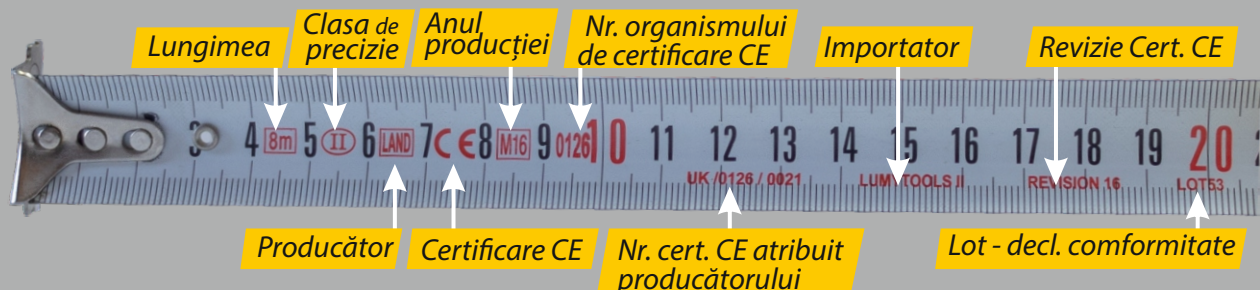 Lungimea
Clasa de
precizie
Anul
producției
Nr. organismului
de certificare CE
Importator
Revizie Cert. CE
3 4 8m 5 II 6 LAND 7 CE 8 M16 9 0126 10 11 12 13 14 15 16 17 18 19 20
UK /0126 / 0021
LUMYTOOLS II
REVISION 16
LOT53
Producător
Certificare CE
Nr. cert. CE atribuit
producătorului
Lot - decl. comformitate